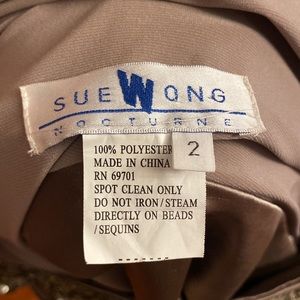 SUE WONG
NOCTURNE
100% POLYESTER
MADE IN CHINA
RN 69701
SPOT CLEAN ONLY
DO NOT IRON / STEAM
DIRECTLY ON BEADS
/ SEQUINS
2